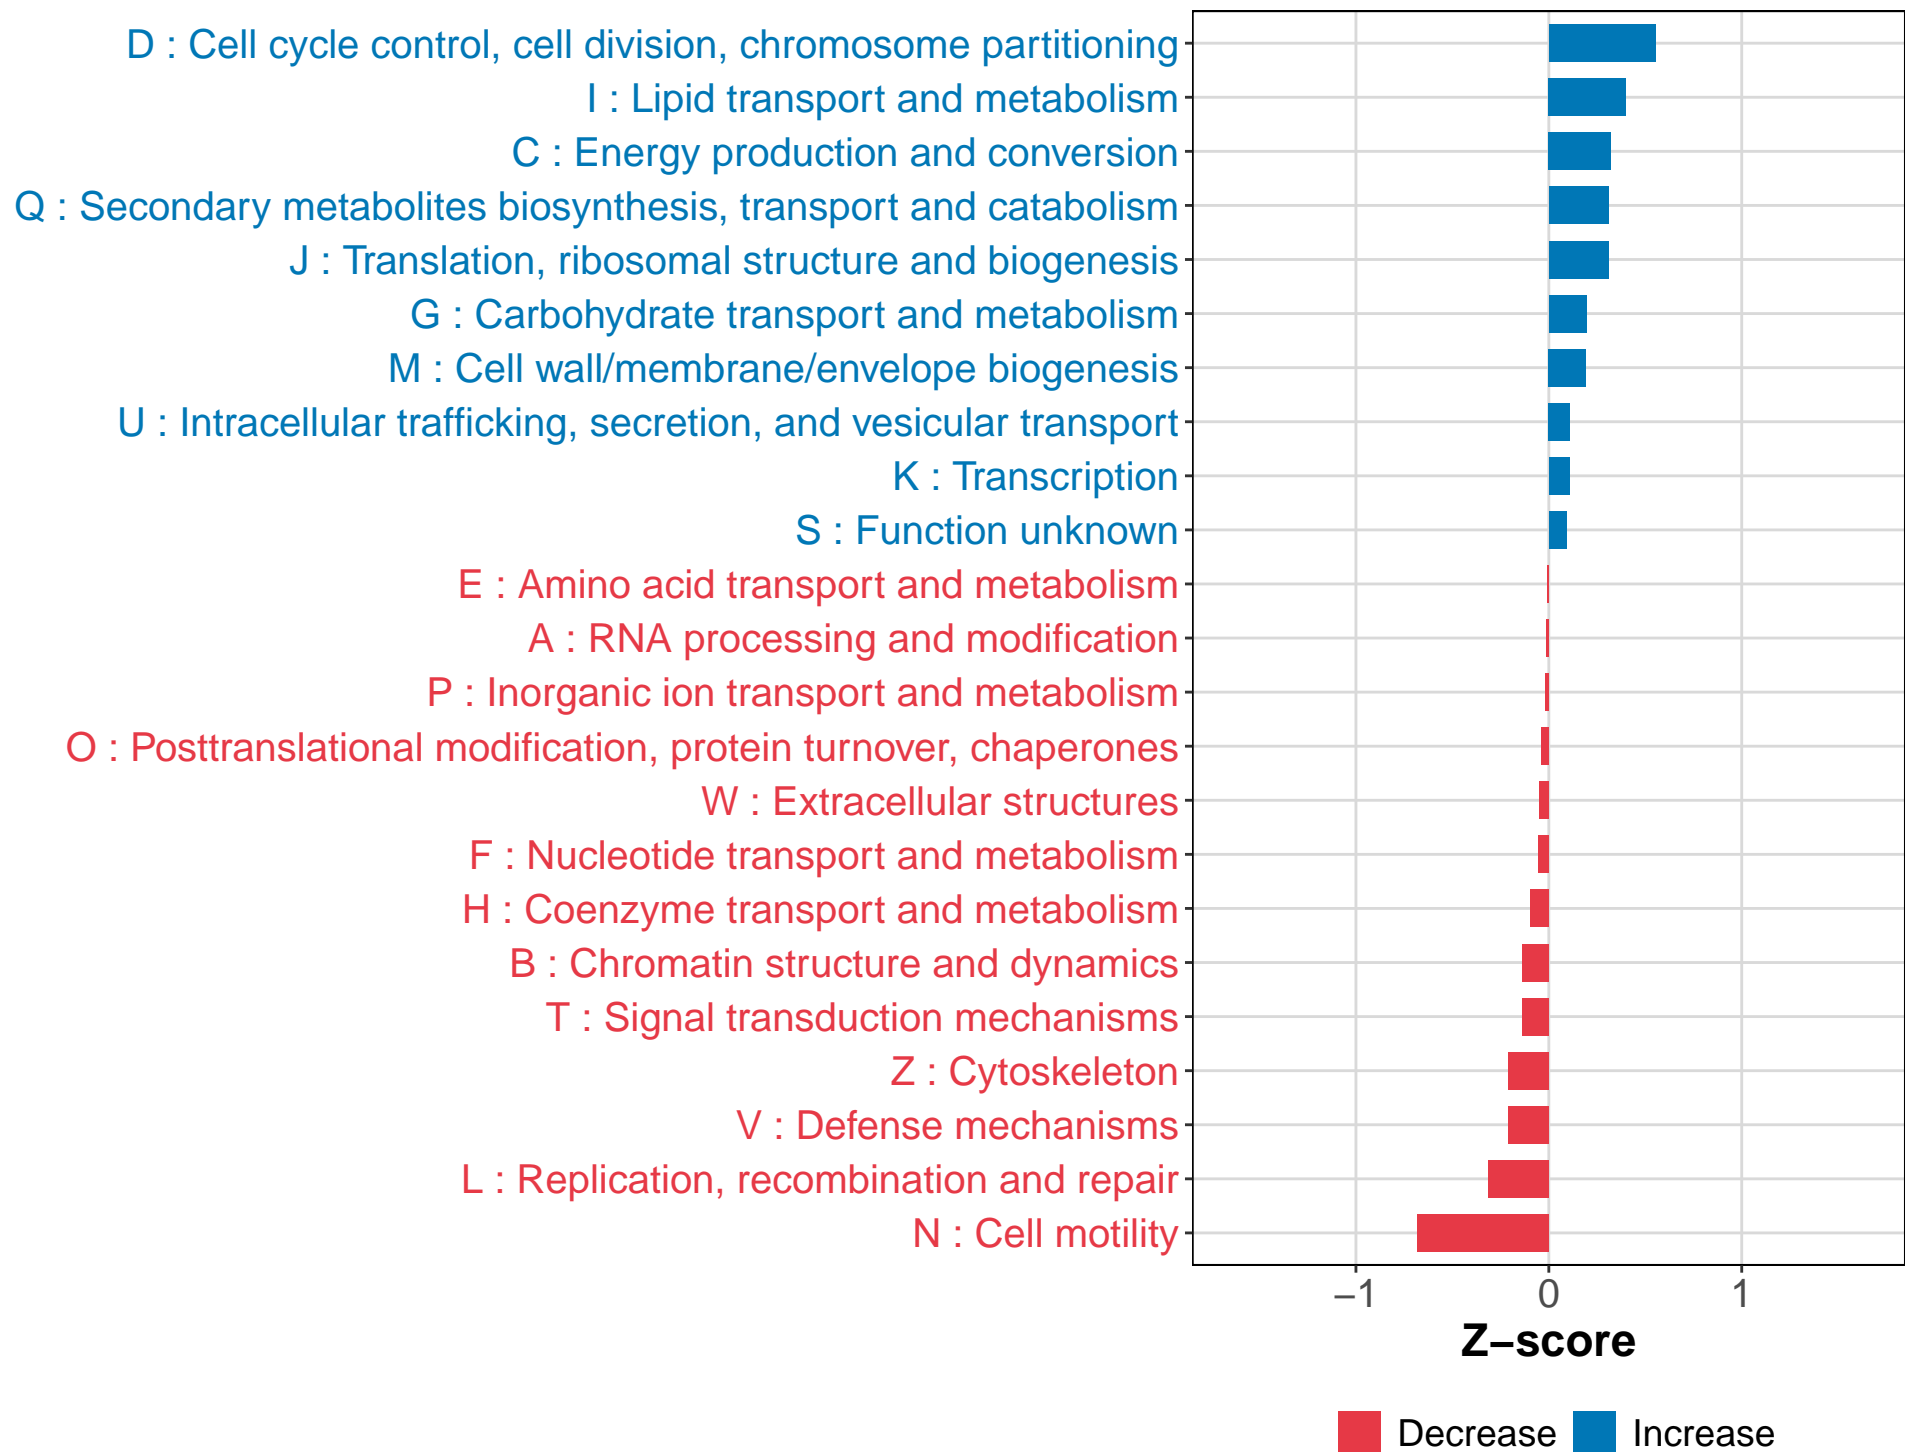 D : Cell cycle control, cell division, chromosome partitioning
I : Lipid transport and metabolism
C : Energy production and conversion
Q : Secondary metabolites biosynthesis, transport and catabolism
J : Translation, ribosomal structure and biogenesis
G : Carbohydrate transport and metabolism
M : Cell wall/membrane/envelope biogenesis
U : Intracellular trafficking, secretion, and vesicular transport
K : Transcription
S : Function unknown
E : Amino acid transport and metabolism
A : RNA processing and modification
P : Inorganic ion transport and metabolism
O : Posttranslational modification, protein turnover, chaperones
W : Extracellular structures
F : Nucleotide transport and metabolism
H : Coenzyme transport and metabolism
B : Chromatin structure and dynamics
T : Signal transduction mechanisms
Z : Cytoskeleton
V : Defense mechanisms
L : Replication, recombination and repair
N : Cell motility
−1 0 1
Z−score
Decrease Increase